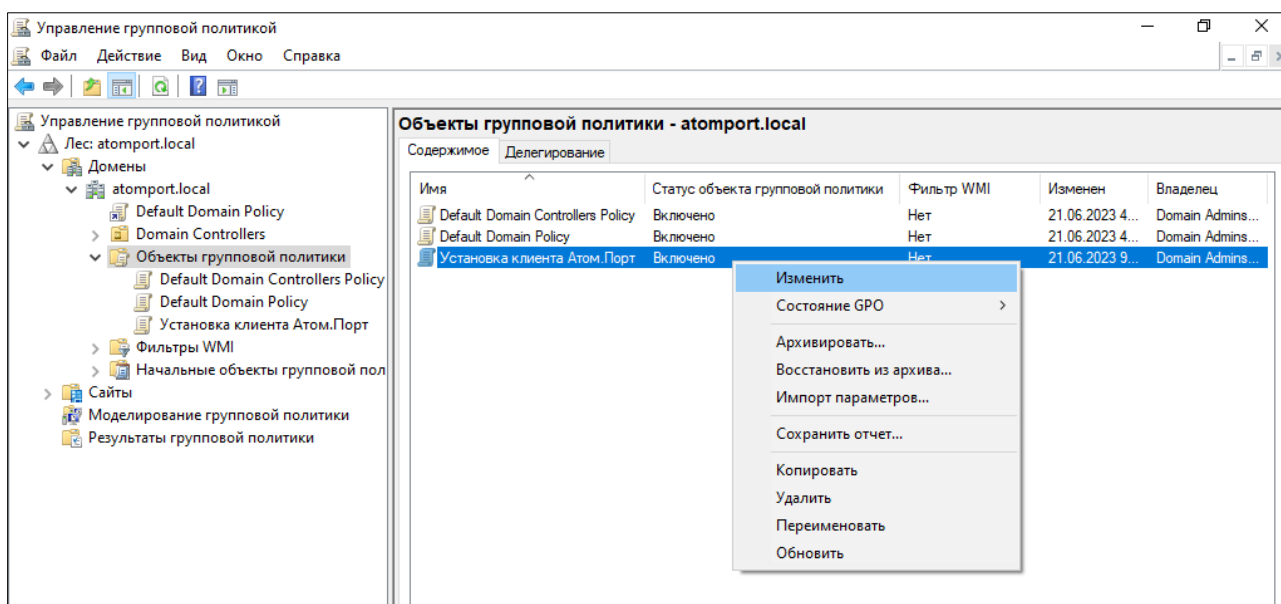 Управление групповой политикой
Файл Действие Вид Окно Справка
Управление групповой политикой
Лес: atomport.local
Домены
atomport.local
Default Domain Policy
Domain Controllers
Объекты групповой политики
Default Domain Controllers Policy
Default Domain Policy
Установка клиента Атом.Порт
Фильтры WMI
Начальные объекты групповой пол
Сайты
Моделирование групповой политики
Результаты групповой политики
Объекты групповой политики - atomport.local
Содержимое Делегирование
Имя Статус объекта групповой политики Фильтр WMI Изменен Владелец
Default Domain Controllers Policy Включено Нет 21.06.2023 4... Domain Admins...
Default Domain Policy Включено Нет 21.06.2023 4... Domain Admins...
Установка клиента Атом.Порт Включено Нет 21.06.2023 9... Domain Admins...
Изменить
Состояние GPO
Архивировать...
Восстановить из архива...
Импорт параметров...
Сохранить отчет...
Копировать
Удалить
Переименовать
Обновить